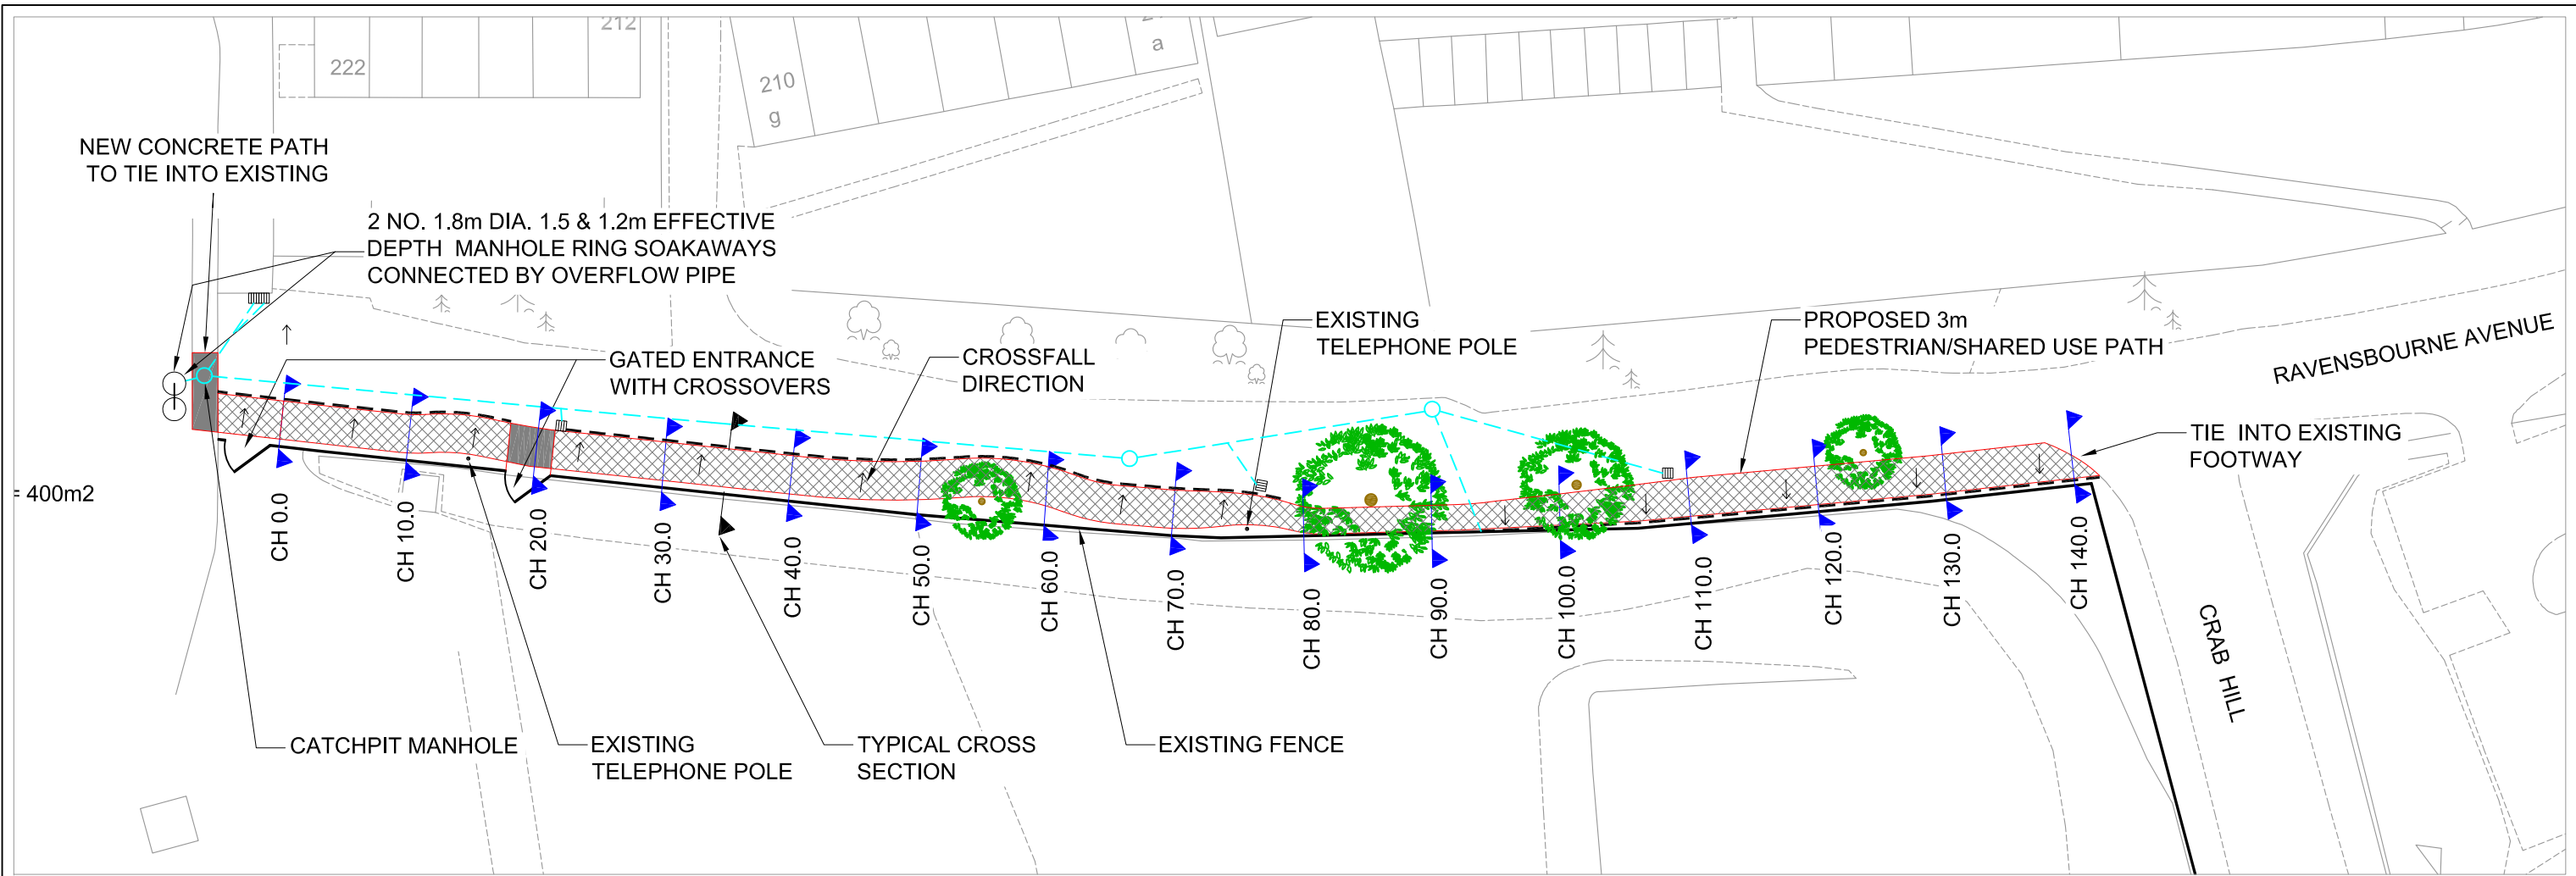 212
222
210
g
a
NEW CONCRETE PATH
TO TIE INTO EXISTING
2 NO. 1.8m DIA. 1.5 & 1.2m EFFECTIVE
DEPTH MANHOLE RING SOAKAWAYS
CONNECTED BY OVERFLOW PIPE
GATED ENTRANCE
WITH CROSSOVERS
CROSSFALL
DIRECTION
EXISTING
TELEPHONE POLE
PROPOSED 3m
PEDESTRIAN/SHARED USE PATH
RAVENSBOURNE AVENUE
TIE INTO EXISTING
FOOTWAY
= 400m2
CH 0.0
CH 10.0
CH 20.0
CH 30.0
CH 40.0
CH 50.0
CH 60.0
CH 70.0
CH 80.0
CH 90.0
CH 100.0
CH 110.0
CH 120.0
CH 130.0
CH 140.0
CRAB HILL
CATCHPIT MANHOLE
EXISTING
TELEPHONE POLE
TYPICAL CROSS
SECTION
EXISTING FENCE